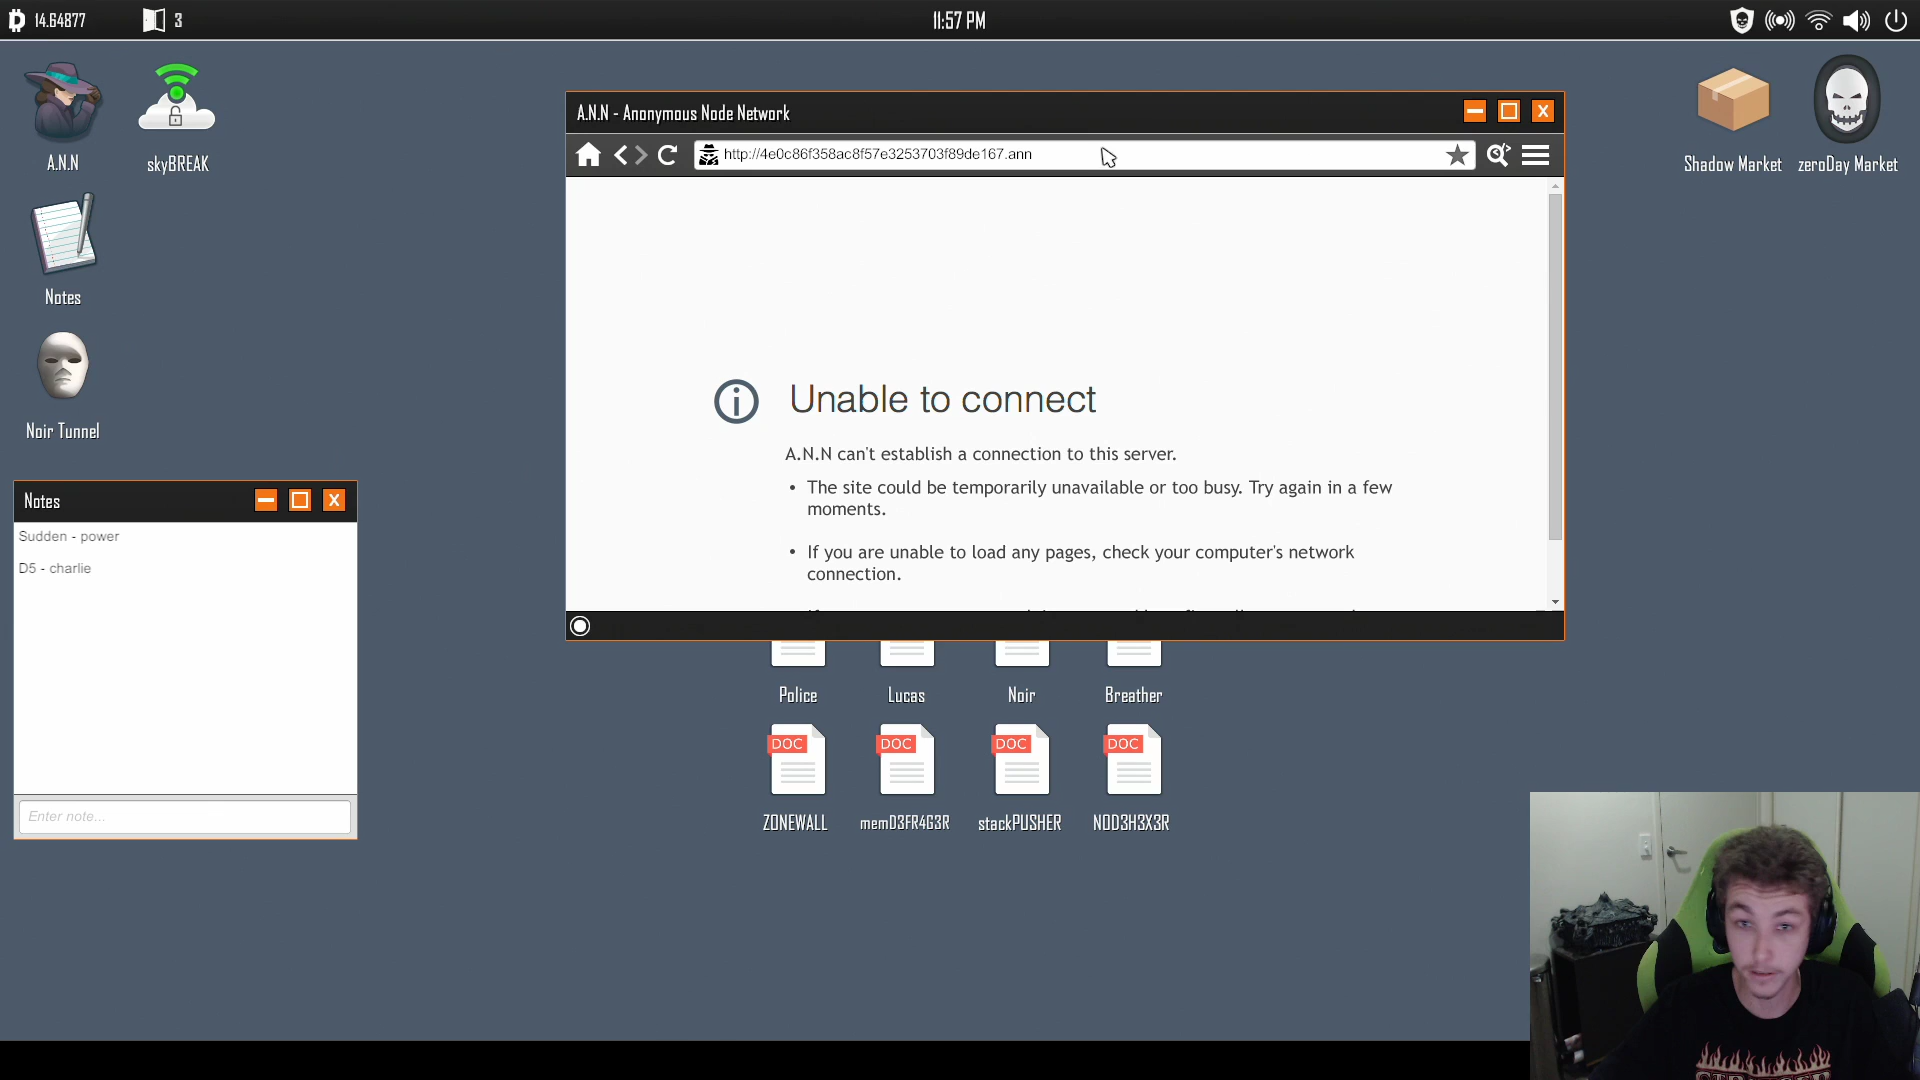 14.64877
3
11:57 PM
A.N.N
skyBREAK
Shadow Market
zeroDay Market
Notes
Noir Tunnel
A.N.N - Anonymous Node Network
http://4e0c86f358ac8f57e3253703f89de167.ann
Unable to connect
A.N.N can't establish a connection to this server.
• The site could be temporarily unavailable or too busy. Try again in a few
moments.
• If you are unable to load any pages, check your computer's network
connection.
Notes
Sudden - power
D5 - charlie
Enter note...
Police
Lucas
Noir
Breather
DOC
DOC
DOC
DOC
ZONEWALL
memD3FR4G3R
stackPUSHER
NOD3H3X3R